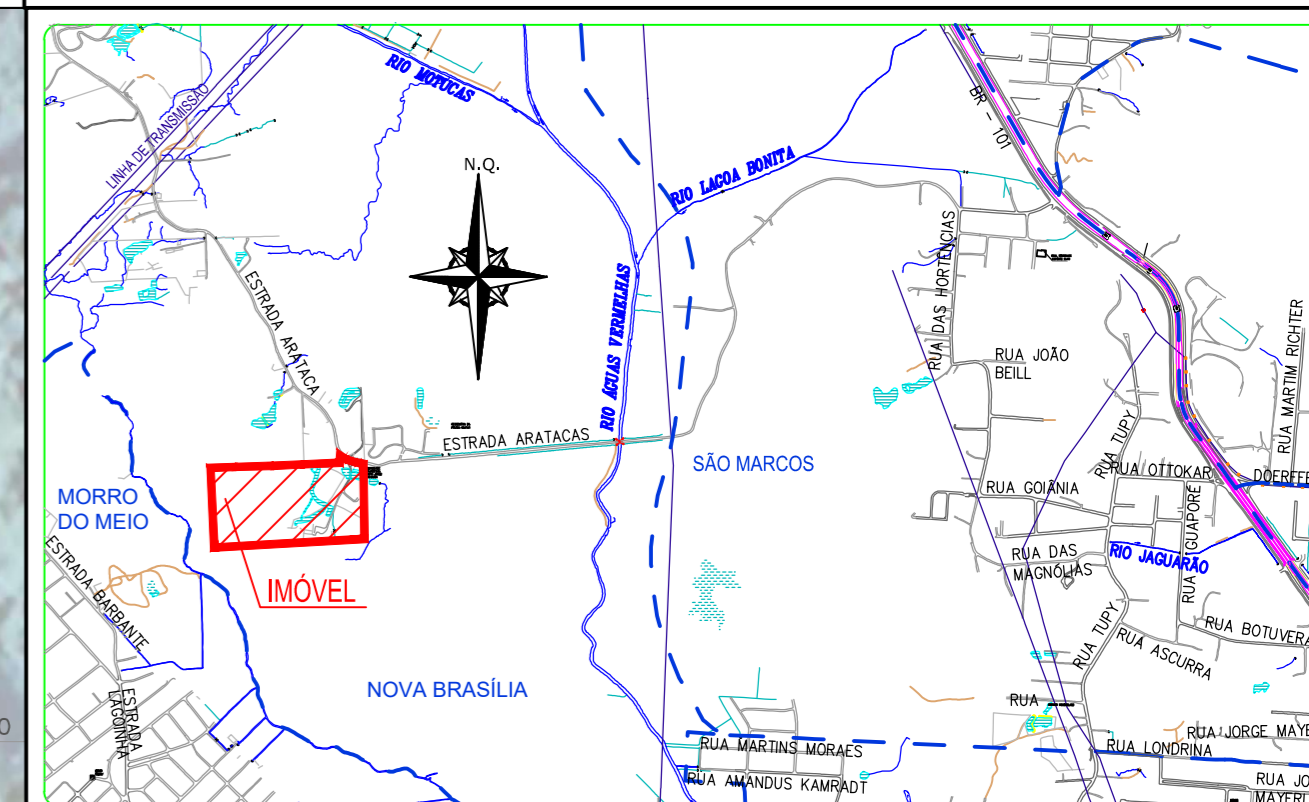 RIO MOTUCAS
LINHA DE TRANSMISSÃO
N.Q.
BR - 101
RIO LAGOA BONITA
RUA DAS HORTENCIAS
ESTRADA ARATACA
RIO ÁGUAS VERMELHAS
RUA JOÃO
BEILL
RUA MARTIM RICHTER
ESTRADA ARATACAS
SÃO MARCOS
RUA TUPY
RUA OTTOKAR
DOERFFE
MORRO
DO MEIO
RUA GOIÂNIA
RUA GUAPORÉ
ESTRADA BARBANTE
IMÓVEL
RUA DAS
MAGNÓLIAS
RIO JAGUARÃO
RUA BOTUVERA
RUA TUPY
RUA ASCURRA
NOVA BRASÍLIA
ESTRADA
LAGOINHA
RUA
RUA JORGE MAYE
RUA MARTINS MORAES
RUA LONDRINA
RUA AMANDUS KAMRADT
RUA JO
MAYERL
0